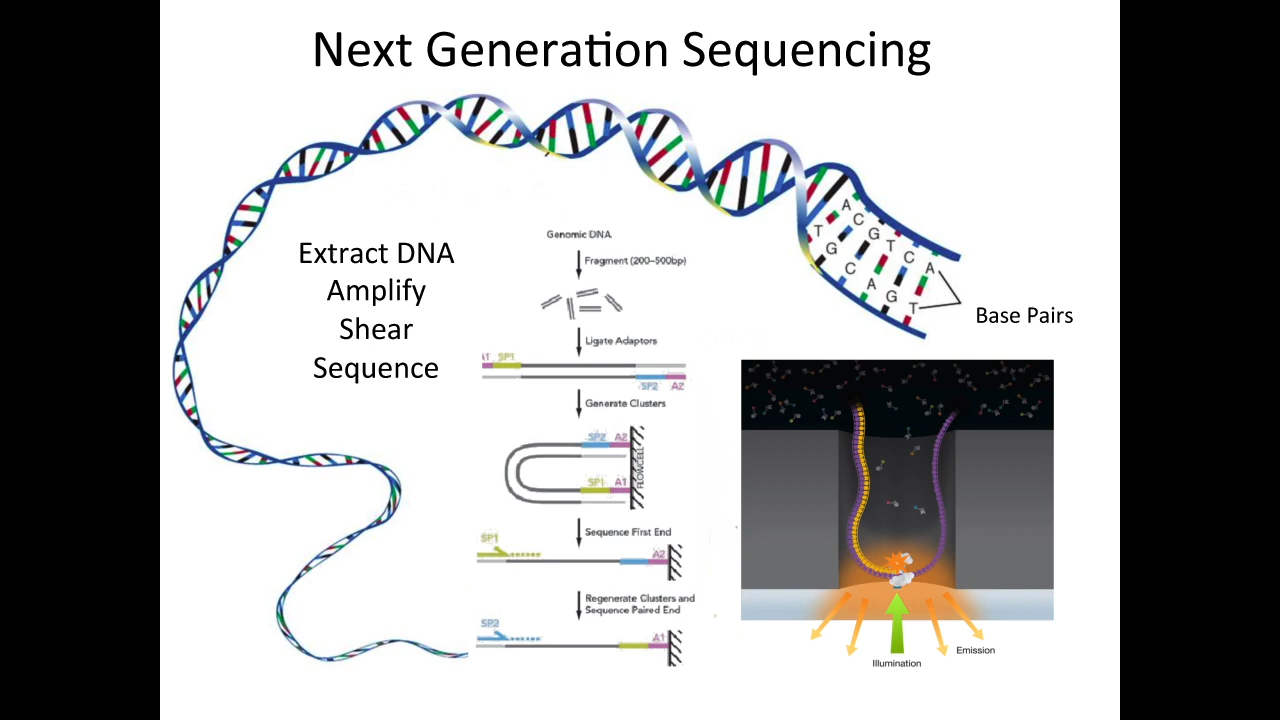 Next Generation Sequencing
Extract DNA
Amplify
Shear
Sequence
Genomic DNA
Fragment (200–500bp)
Ligate Adaptors
A1 SP1
SP2 A2
Generate Clusters
SP2 A2
FLOWCELL
SP1 A1
Sequence First End
SP1
A2
Regenerate Clusters and
Sequence Paired End
SP2
A1
A C G T C A
T G C A G T
Base Pairs
Illumination
Emission